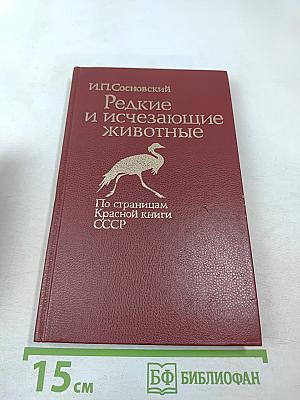 И.П.Сосновский
Редкие
и исчезающие
животные
По страницам
Красной книги
СССР
15 см
БФ БИБЛИОФАН